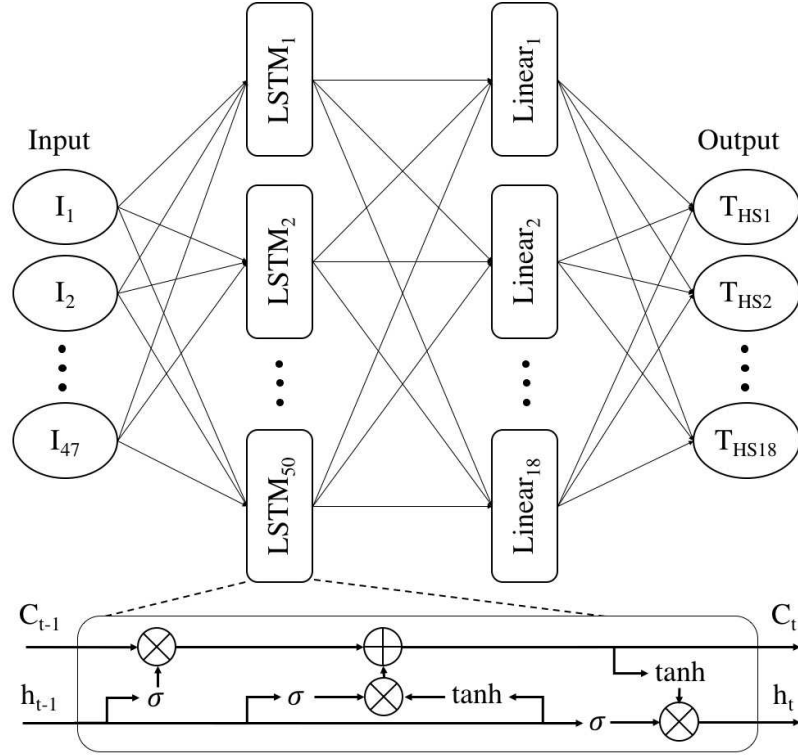 Input
Output
I1
I2
I47
LSTM1
LSTM2
LSTM50
Linear1
Linear2
Linear18
THS1
THS2
THS18
Ct-1
Ct
tanh
ht-1
σ
σ
tanh
σ
ht